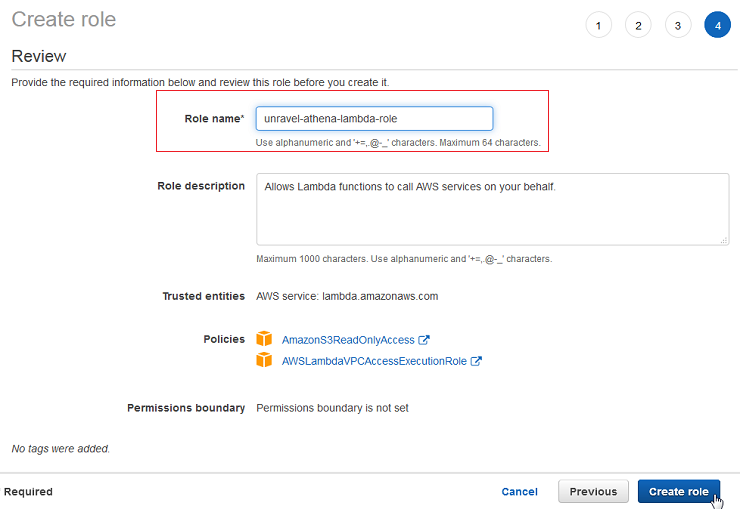 Create role
1 2 3 4
Review
Provide the required information below and review this role before you create it.
Role name* unravel-athena-lambda-role
Use alphanumeric and '+=,.@-_' characters. Maximum 64 characters.
Role description Allows Lambda functions to call AWS services on your behalf.
Maximum 1000 characters. Use alphanumeric and '+=,.@-_' characters.
Trusted entities AWS service: lambda.amazonaws.com
Policies AmazonS3ReadOnlyAccess
AWSLambdaVPCAccessExecutionRole
Permissions boundary Permissions boundary is not set
No tags were added.
* Required Cancel Previous Create role